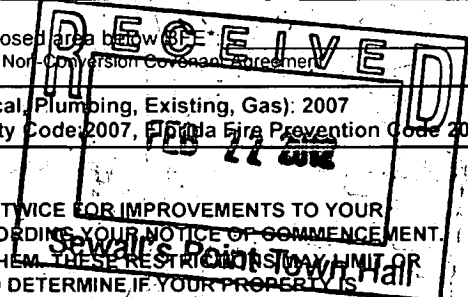 osed area below BFE*
Non-Conversion Covenant Agreement
RECEIVED
cal, Plumbing, Existing, Gas): 2007
ty Code:2007, Florida Fire Prevention Code 20
FEB 22
TWICE FOR IMPROVEMENTS TO YOUR
ORDING YOUR NOTICE OF COMMENCEMENT.
Sewall's Point Town Hall
HEM. THESE RESTRICTIONS MAY LIMIT OR
O DETERMINE IF YOUR PROPERTY IS